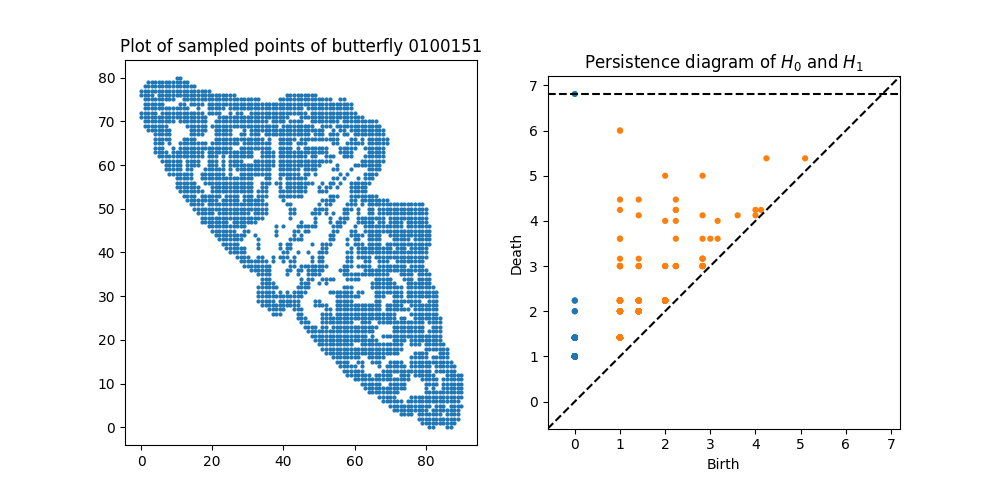 Plot of sampled points of butterfly 0100151
80
70
60
50
40
30
20
10
0
0 20 40 60 80
Persistence diagram of $H_0$ and $H_1$
7
6
5
4
3
2
1
0
Death
0 1 2 3 4 5 6 7
Birth